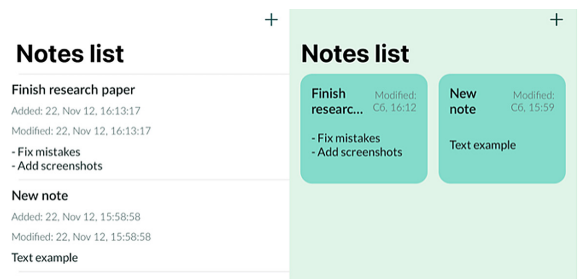 +
Notes list
Finish research paper
Added: 22, Nov 12, 16:13:17
Modified: 22, Nov 12, 16:13:17
- Fix mistakes
- Add screenshots
New note
Added: 22, Nov 12, 15:58:58
Modified: 22, Nov 12, 15:58:58
Text example
+
Notes list
Finish
researc...
Modified:
Сб, 16:12
- Fix mistakes
- Add screenshots
New
note
Modified:
Сб, 15:59
Text example